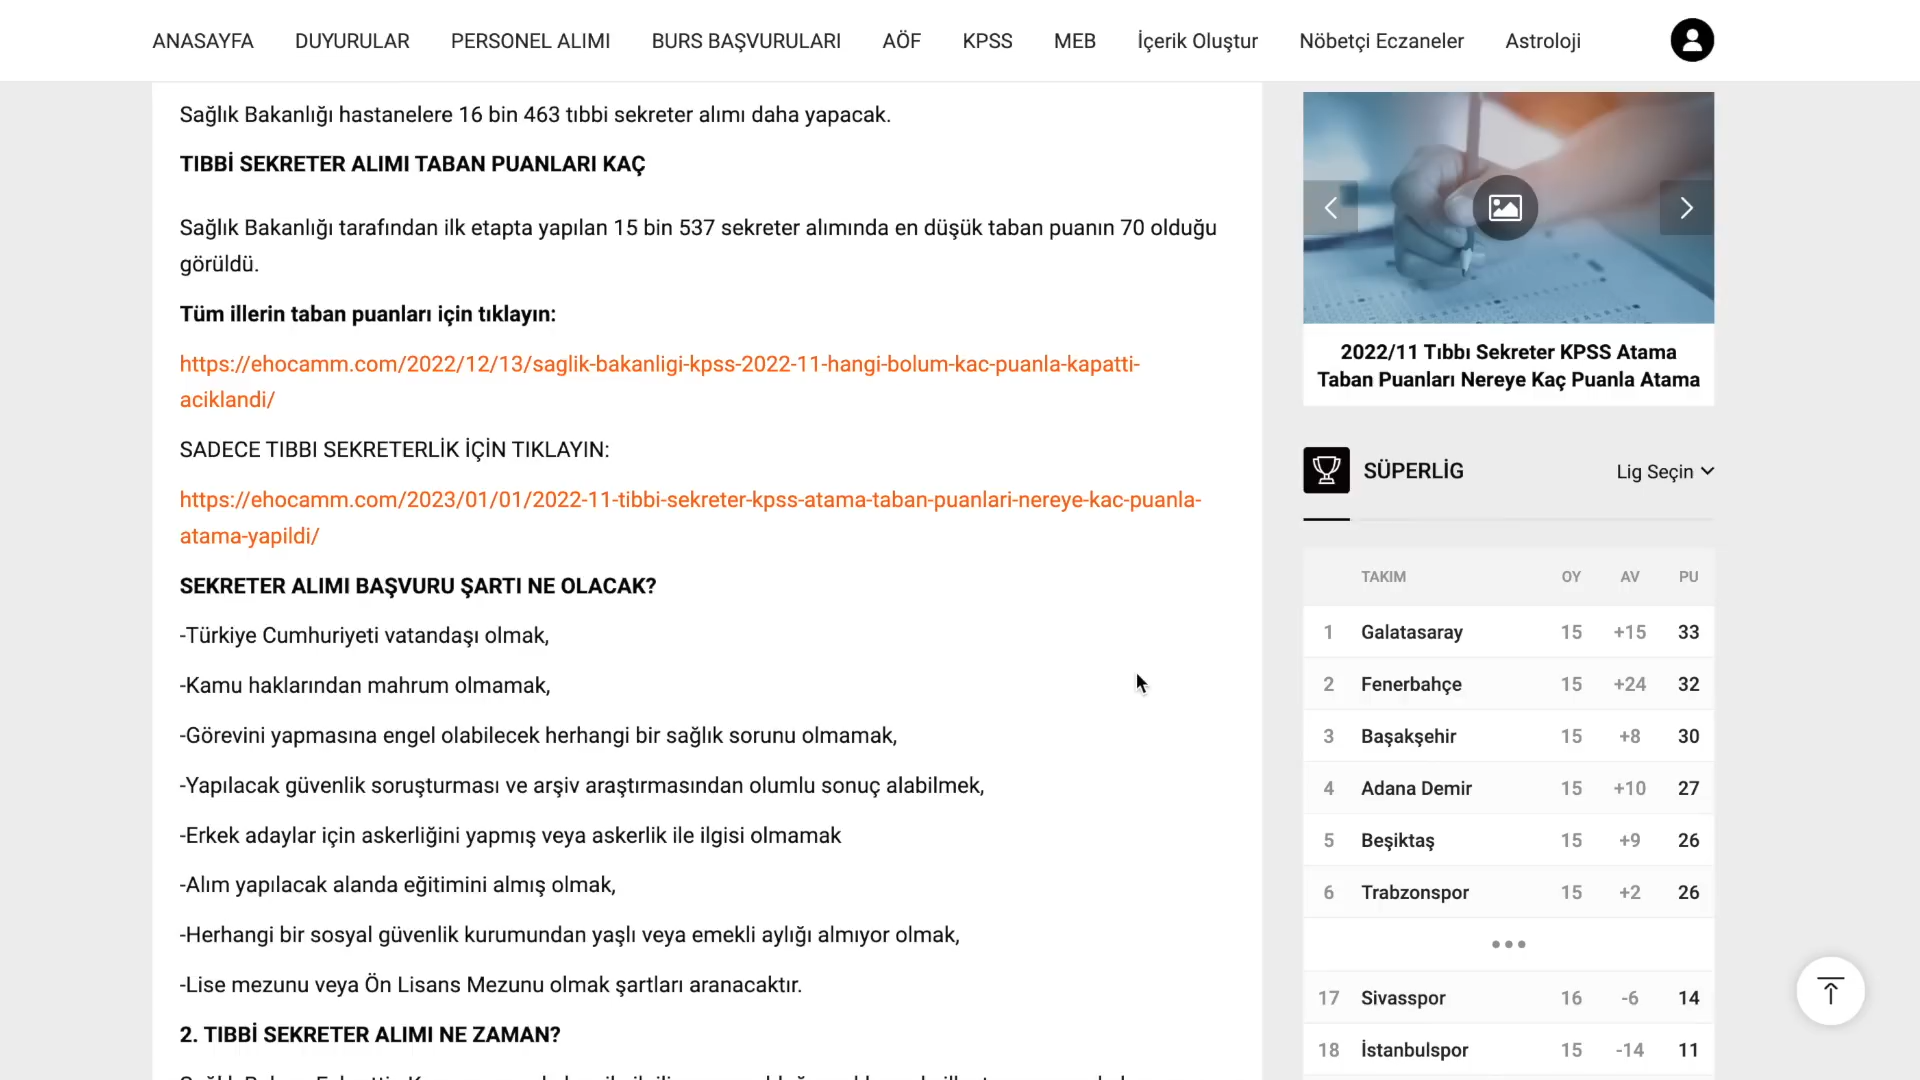 ANASAYFA DUYURULAR PERSONEL ALIMI BURS BAŞVURULARI AÖF KPSS MEB İçerik Oluştur Nöbetçi Eczaneler Astroloji
Sağlık Bakanlığı hastanelere 16 bin 463 tıbbi sekreter alımı daha yapacak.
TIBBİ SEKRETER ALIMI TABAN PUANLARI KAÇ
Sağlık Bakanlığı tarafından ilk etapta yapılan 15 bin 537 sekreter alımında en düşük taban puanın 70 olduğu
görüldü.
Tüm illerin taban puanları için tıklayın:
https://ehocamm.com/2022/12/13/saglik-bakanligi-kpss-2022-11-hangi-bolum-kac-puanla-kapatti-
aciklandi/
SADECE TIBBI SEKRETERLİK İÇİN TIKLAYIN:
https://ehocamm.com/2023/01/01/2022-11-tibbi-sekreter-kpss-atama-taban-puanlari-nereye-kac-puanla-
atama-yapildi/
SEKRETER ALIMI BAŞVURU ŞARTI NE OLACAK?
-Türkiye Cumhuriyeti vatandaşı olmak,
-Kamu haklarından mahrum olmamak,
-Görevini yapmasına engel olabilecek herhangi bir sağlık sorunu olmamak,
-Yapılacak güvenlik soruşturması ve arşiv araştırmasından olumlu sonuç alabilmek,
-Erkek adaylar için askerliğini yapmış veya askerlik ile ilgisi olmamak
-Alım yapılacak alanda eğitimini almış olmak,
-Herhangi bir sosyal güvenlik kurumundan yaşlı veya emekli aylığı almıyor olmak,
-Lise mezunu veya Ön Lisans Mezunu olmak şartları aranacaktır.
2. TIBBİ SEKRETER ALIMI NE ZAMAN?
2022/11 Tıbbı Sekreter KPSS Atama
Taban Puanları Nereye Kaç Puanla Atama
SÜPERLİG Lig Seçin
TAKIM OY AV PU
1 Galatasaray 15 +15 33
2 Fenerbahçe 15 +24 32
3 Başakşehir 15 +8 30
4 Adana Demir 15 +10 27
5 Beşiktaş 15 +9 26
6 Trabzonspor 15 +2 26
17 Sivasspor 16 -6 14
18 İstanbulspor 15 -14 11